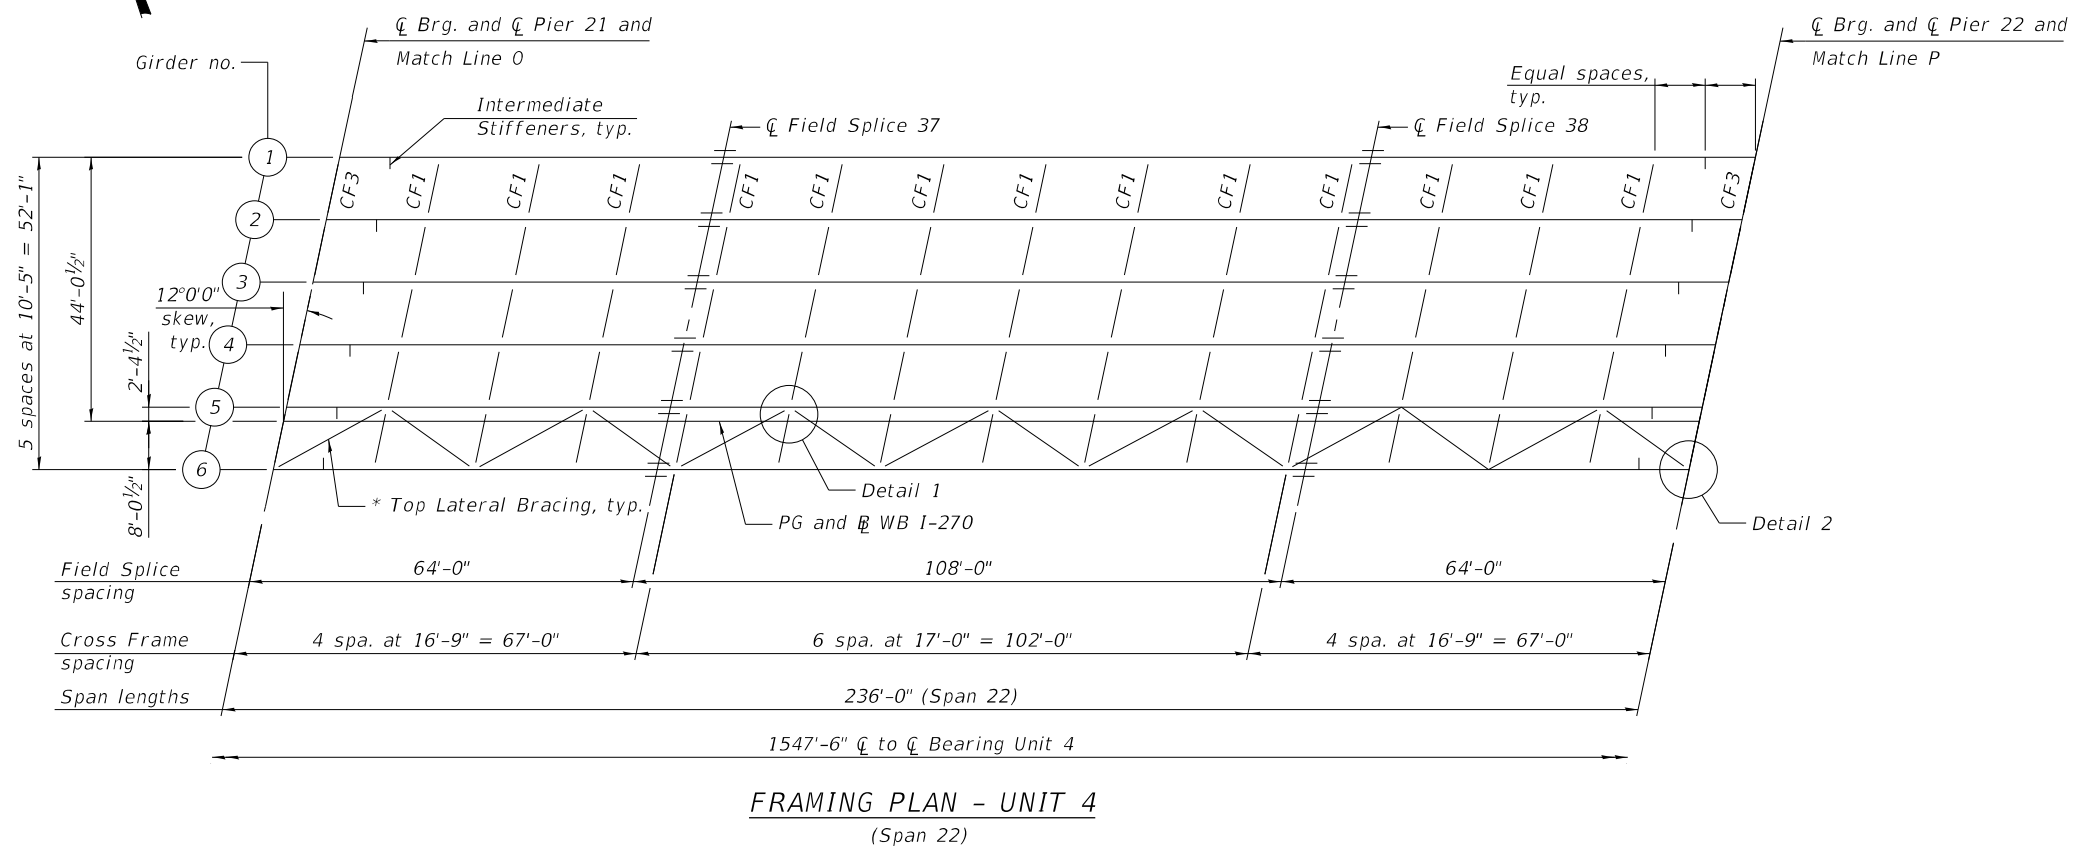 ℄ Brg. and ℄ Pier 21 and
Match Line O
℄ Brg. and ℄ Pier 22 and
Match Line P
Girder no.
Equal spaces,
typ.
Intermediate
Stiffeners, typ.
℄ Field Splice 37
℄ Field Splice 38
1
CF3
CF1
CF1
CF1
CF1
CF1
CF1
CF1
CF1
CF1
CF1
CF1
CF1
CF1
CF3
2
3
4
5
6
5 spaces at 10'-5" = 52'-1"
44'-0½"
12°0'0"
skew,
typ.
2'-4½"
8'-0½"
* Top Lateral Bracing, typ.
Detail 1
PG and ⅊ WB I-270
Detail 2
Field Splice
spacing
64'-0"
108'-0"
64'-0"
Cross Frame
spacing
4 spa. at 16'-9" = 67'-0"
6 spa. at 17'-0" = 102'-0"
4 spa. at 16'-9" = 67'-0"
Span lengths
236'-0" (Span 22)
1547'-6" ℄ to ℄ Bearing Unit 4
FRAMING PLAN - UNIT 4
(Span 22)